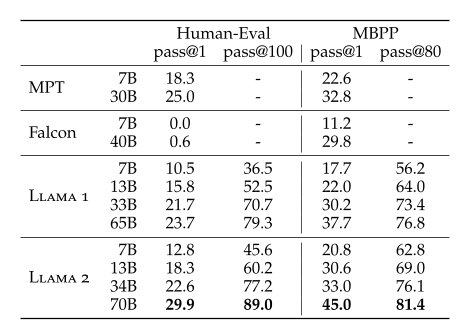 Human-Eval MBPP
pass@1 pass@100 pass@1 pass@80
MPT 7B 18.3 - 22.6 -
30B 25.0 - 32.8 -
Falcon 7B 0.0 - 11.2 -
40B 0.6 - 29.8 -
LLAMA 1 7B 10.5 36.5 17.7 56.2
13B 15.8 52.5 22.0 64.0
33B 21.7 70.7 30.2 73.4
65B 23.7 79.3 37.7 76.8
LLAMA 2 7B 12.8 45.6 20.8 62.8
13B 18.3 60.2 30.6 69.0
34B 22.6 77.2 33.0 76.1
70B 29.9 89.0 45.0 81.4